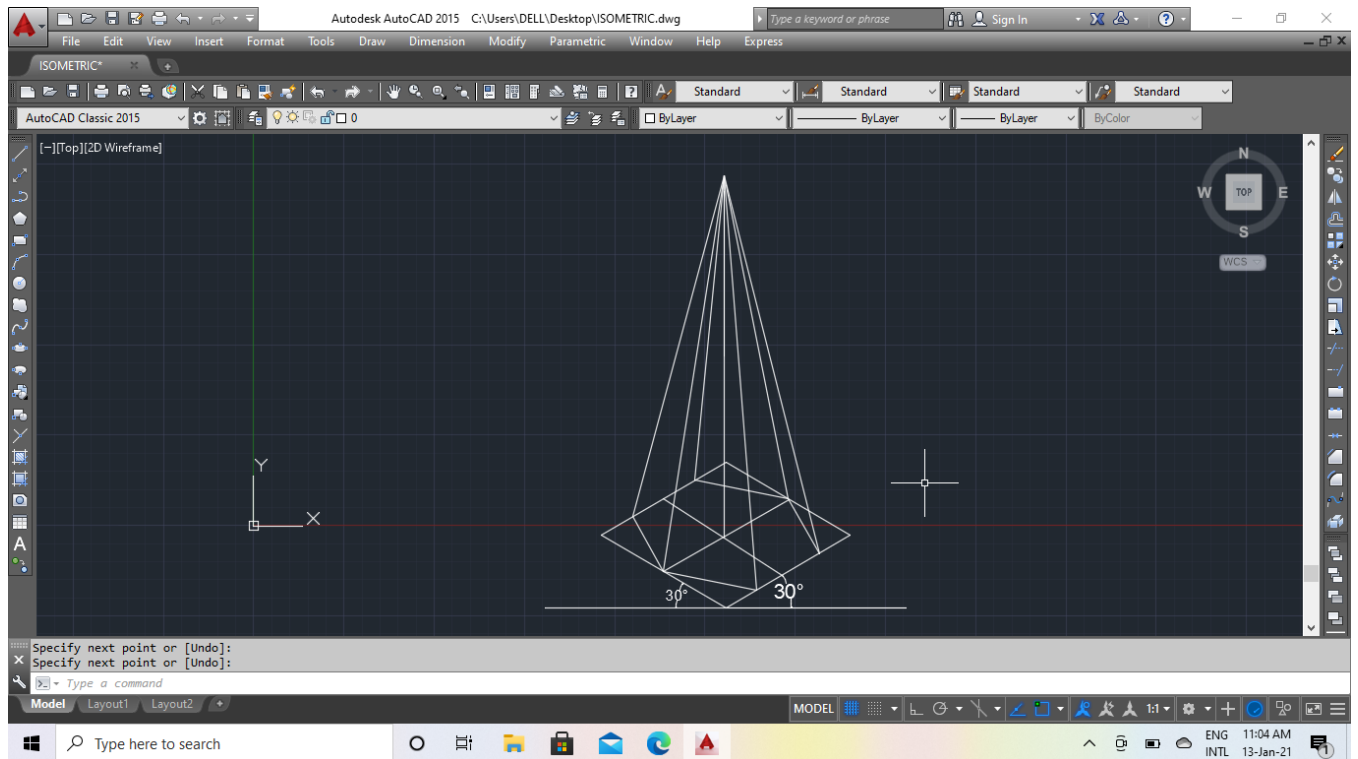 Autodesk AutoCAD 2015 C:\Users\DELL\Desktop\ISOMETRIC.dwg Type a keyword or phrase Sign In
File Edit View Insert Format Tools Draw Dimension Modify Parametric Window Help Express
ISOMETRIC*
Standard Standard Standard Standard
AutoCAD Classic 2015 0 ByLayer ByLayer ByLayer ByColor
[−][Top][2D Wireframe]
N
W TOP E
S
WCS
Y
X
30° 30°
Specify next point or [Undo]:
Specify next point or [Undo]:
Type a command
Model Layout1 Layout2 MODEL 1:1
Type here to search ENG 11:04 AM
INTL 13-Jan-21